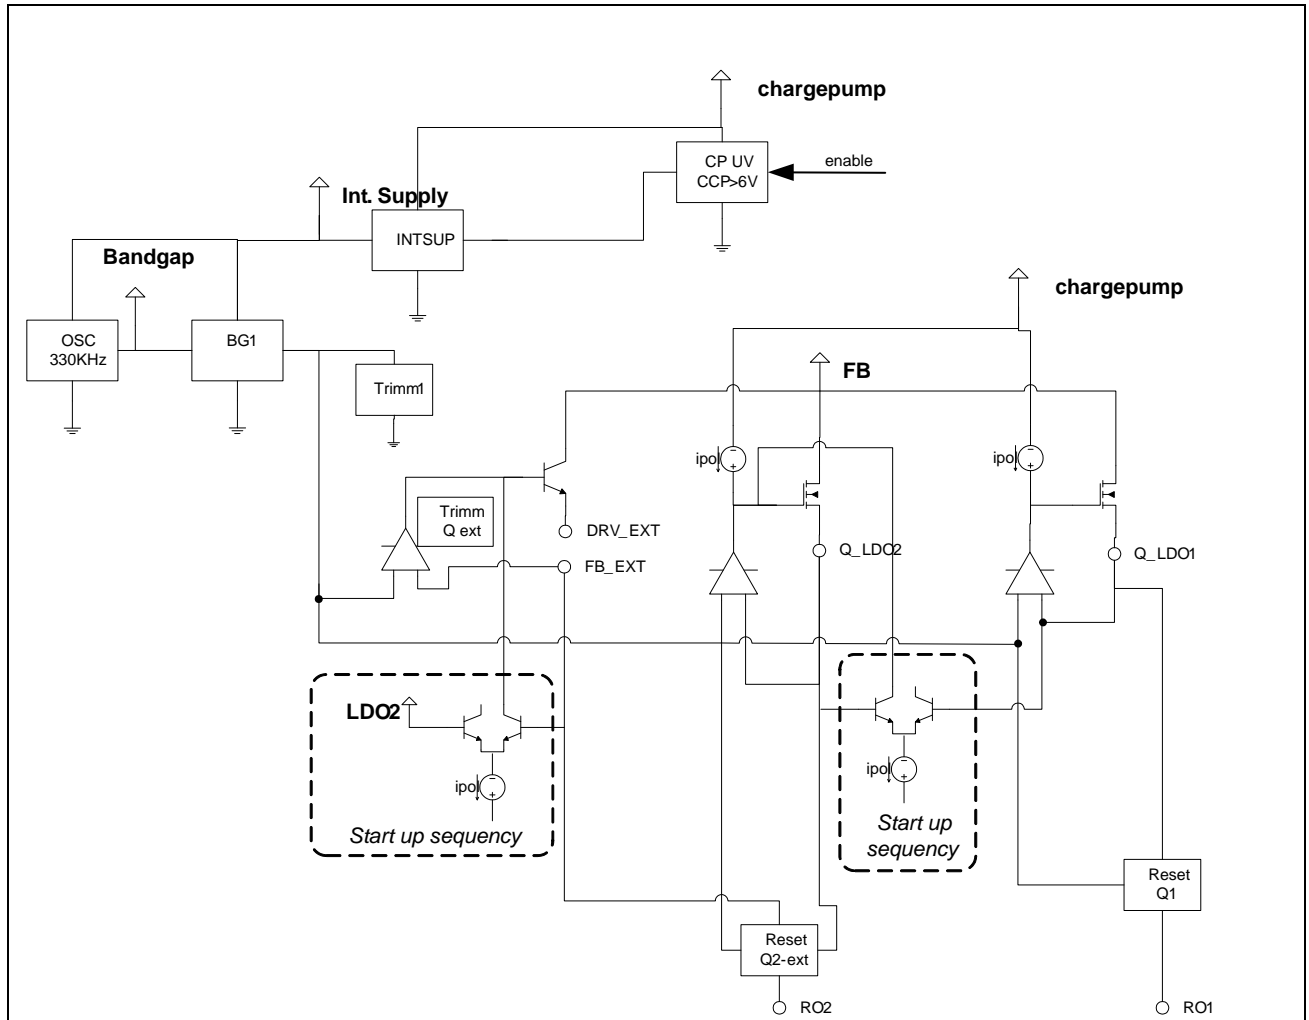 chargepump
CP UV
CCP>6V
enable
Int. Supply
INTSUP
Bandgap
OSC
330KHz
BG1
Trimm1
chargepump
FB
ipo
ipo
Trimm
Q ext
DRV_EXT
FB_EXT
Q_LDO2
Q_LDO1
LDO2
ipo
Start up sequency
ipo
Start up
sequency
Reset
Q1
Reset
Q2-ext
RO2
RO1
- +
- +
- +
- +